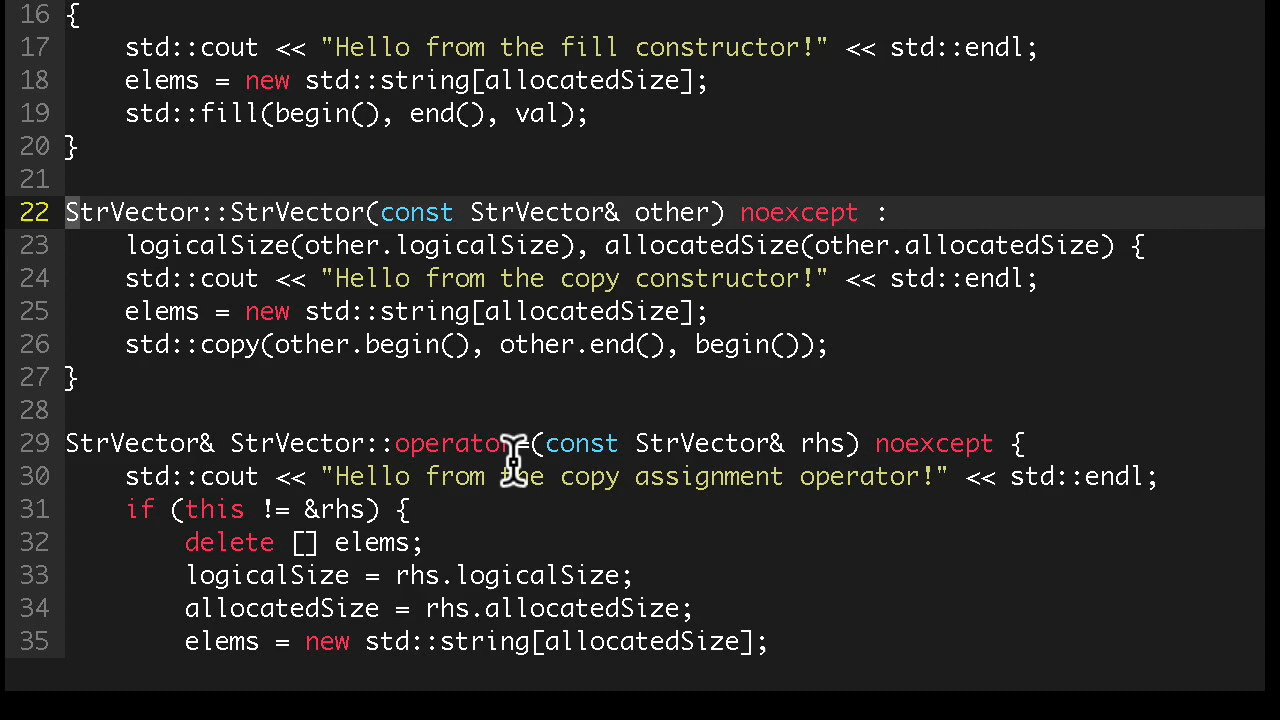 16 {
17     std::cout << "Hello from the fill constructor!" << std::endl;
18     elems = new std::string[allocatedSize];
19     std::fill(begin(), end(), val);
20 }
21
22 StrVector::StrVector(const StrVector& other) noexcept :
23     logicalSize(other.logicalSize), allocatedSize(other.allocatedSize) {
24     std::cout << "Hello from the copy constructor!" << std::endl;
25     elems = new std::string[allocatedSize];
26     std::copy(other.begin(), other.end(), begin());
27 }
28
29 StrVector& StrVector::operator=(const StrVector& rhs) noexcept {
30     std::cout << "Hello from the copy assignment operator!" << std::endl;
31     if (this != &rhs) {
32         delete [] elems;
33         logicalSize = rhs.logicalSize;
34         allocatedSize = rhs.allocatedSize;
35         elems = new std::string[allocatedSize];